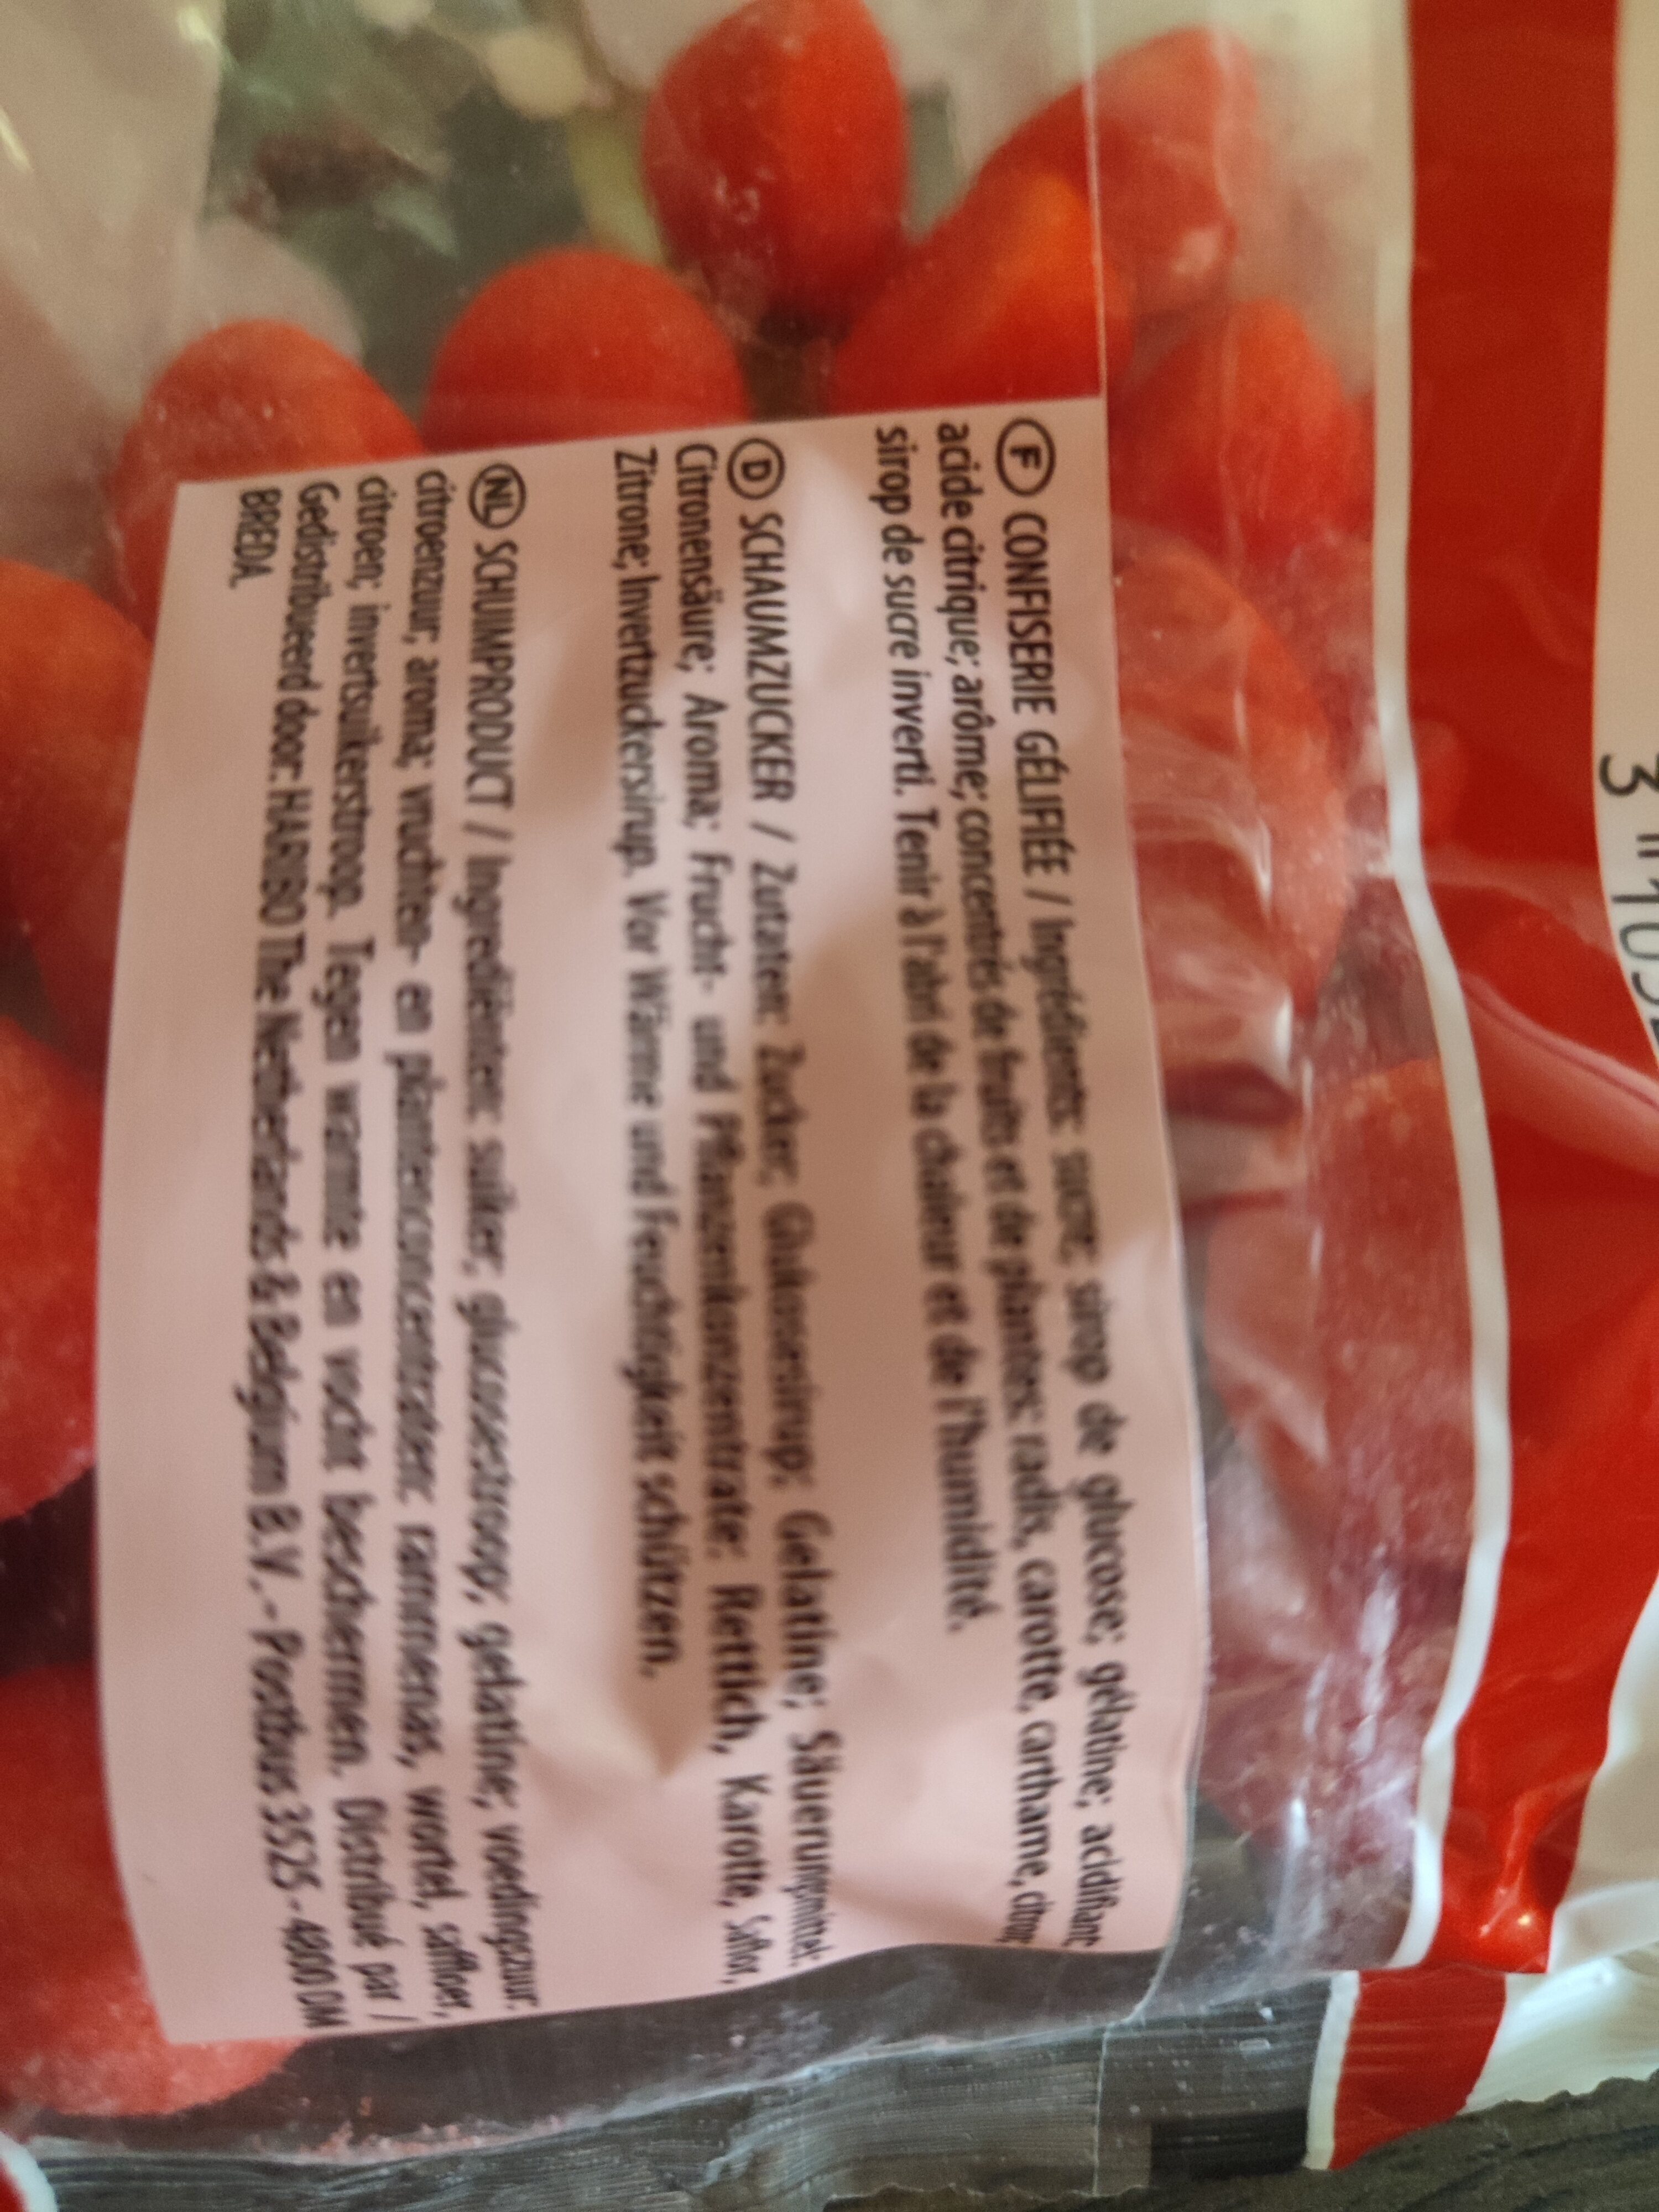 Ⓕ CONFISERIE GÉLIFIÉE / Ingrédients: sucre; sirop de glucose; gélatine; acidifiant:
acide citrique; arôme; concentrés de fruits et de plantes: radis, carotte, carthame, citron;
sirop de sucre inverti. Tenir à l'abri de la chaleur et de l'humidité.
Ⓓ SCHAUMZUCKER / Zutaten: Zucker; Glukosesirup; Gelatine; Säuerungsmittel:
Citronensäure; Aroma; Frucht- und Pflanzenkonzentrate: Rettich, Karotte, Saflor,
Zitrone; Invertzuckersirup. Vor Wärme und Feuchtigkeit schützen.
NL SCHUIMPRODUCT / Ingrediënten: suiker; glucosestroop; gelatine; voedingszuur:
citroenzuur; aroma; vruchten- en plantenconcentraten: rammenas, wortel, saffloer,
citroen; invertsuikerstroop. Tegen warmte en vocht beschermen. Distribué par /
Gedistribueerd door: HARIBO The Netherlands & Belgium B.V. - Postbus 3525 - 4800 DM
BREDA.